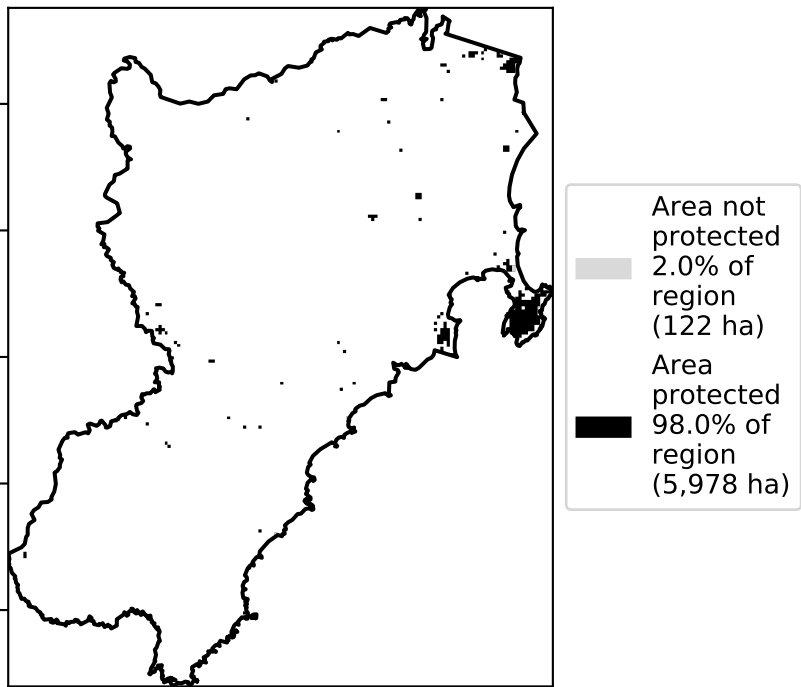 Area not
protected
2.0% of
region
(122 ha)
Area
protected
98.0% of
region
(5,978 ha)